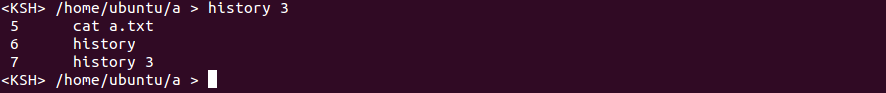 <KSH> /home/ubuntu/a > history 3
5 cat a.txt
6 history
7 history 3
<KSH> /home/ubuntu/a >